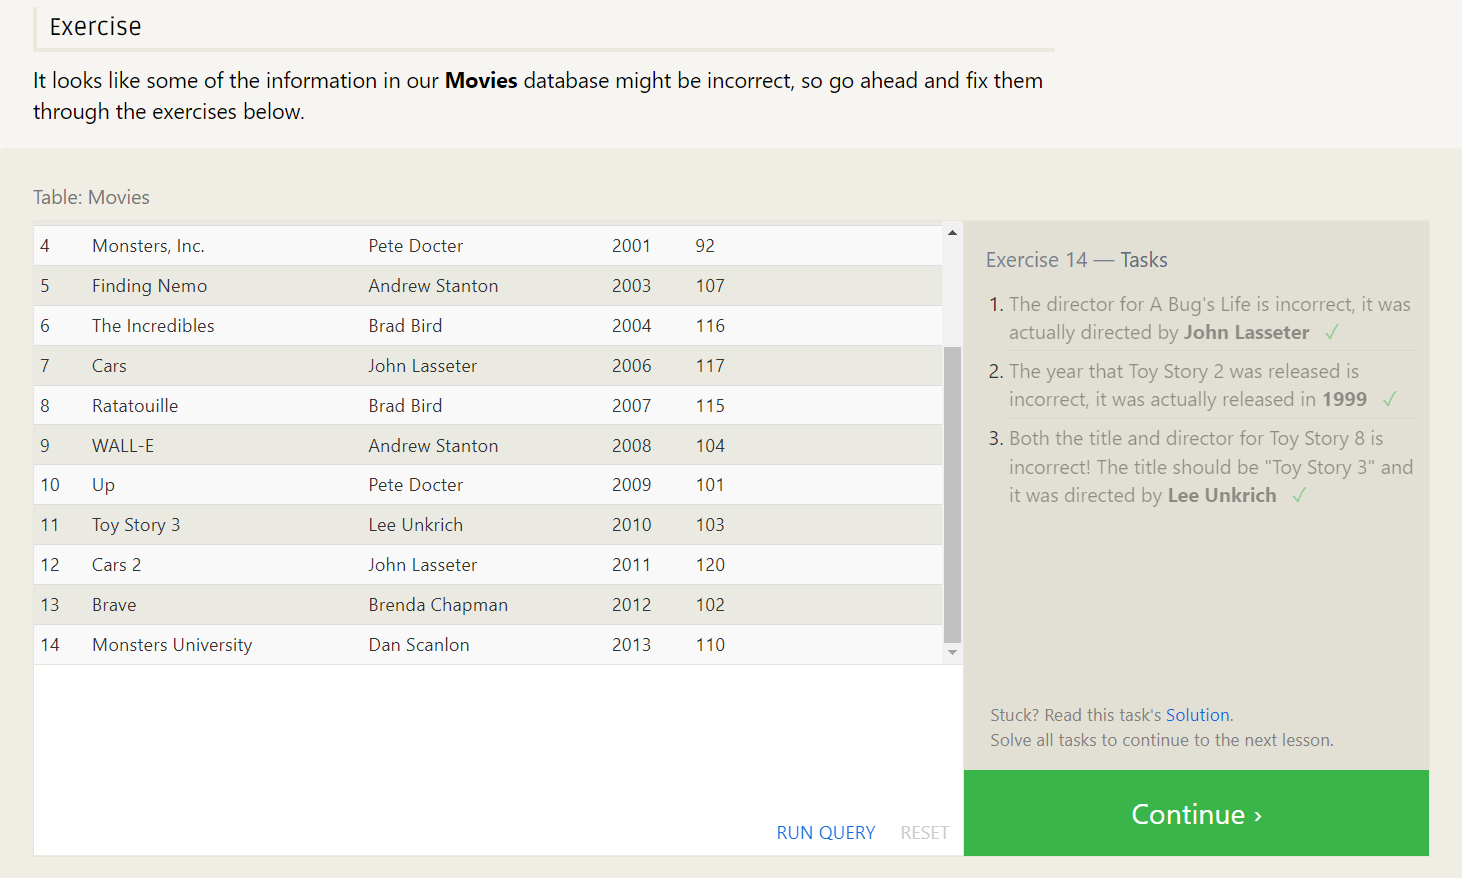 Exercise
It looks like some of the information in our Movies database might be incorrect, so go ahead and fix them
through the exercises below.
Table: Movies
4 Monsters, Inc. Pete Docter 2001 92
5 Finding Nemo Andrew Stanton 2003 107
6 The Incredibles Brad Bird 2004 116
7 Cars John Lasseter 2006 117
8 Ratatouille Brad Bird 2007 115
9 WALL-E Andrew Stanton 2008 104
10 Up Pete Docter 2009 101
11 Toy Story 3 Lee Unkrich 2010 103
12 Cars 2 John Lasseter 2011 120
13 Brave Brenda Chapman 2012 102
14 Monsters University Dan Scanlon 2013 110
RUN QUERY RESET
Exercise 14 — Tasks
1. The director for A Bug's Life is incorrect, it was
actually directed by John Lasseter ✓
2. The year that Toy Story 2 was released is
incorrect, it was actually released in 1999 ✓
3. Both the title and director for Toy Story 8 is
incorrect! The title should be "Toy Story 3" and
it was directed by Lee Unkrich ✓
Stuck? Read this task's Solution.
Solve all tasks to continue to the next lesson.
Continue ›